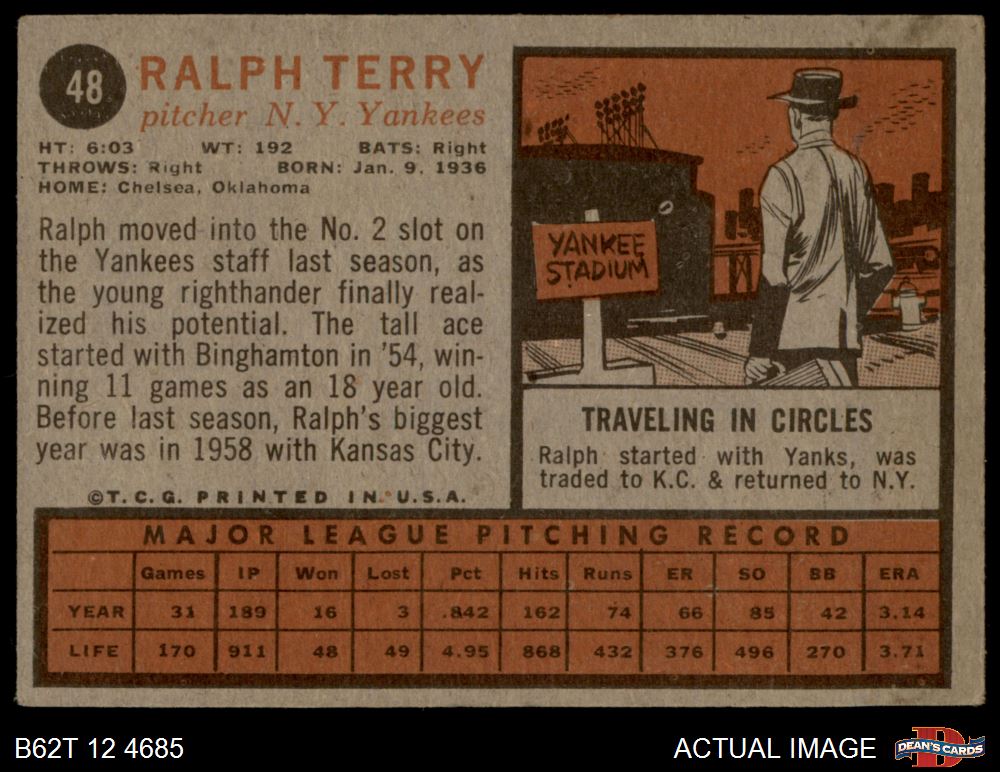 48
RALPH TERRY
pitcher N. Y. Yankees
HT: 6:03 WT: 192 BATS: Right
THROWS: Right BORN: Jan. 9, 1936
HOME: Chelsea, Oklahoma
Ralph moved into the No. 2 slot on
the Yankees staff last season, as
the young righthander finally real-
ized his potential. The tall ace
started with Binghamton in '54, win-
ning 11 games as an 18 year old.
Before last season, Ralph's biggest
year was in 1958 with Kansas City.
©T.C.G. PRINTED IN U.S.A.
YANKEE
STADIUM
TRAVELING IN CIRCLES
Ralph started with Yanks, was
traded to K.C. & returned to N.Y.
MAJOR LEAGUE PITCHING RECORD
Games IP Won Lost Pct Hits Runs ER SO BB ERA
YEAR 31 189 16 3 .842 162 74 66 85 42 3.14
LIFE 170 911 48 49 4.95 868 432 376 496 270 3.71
B62T 12 4685
ACTUAL IMAGE
D
DEAN'S CARDS